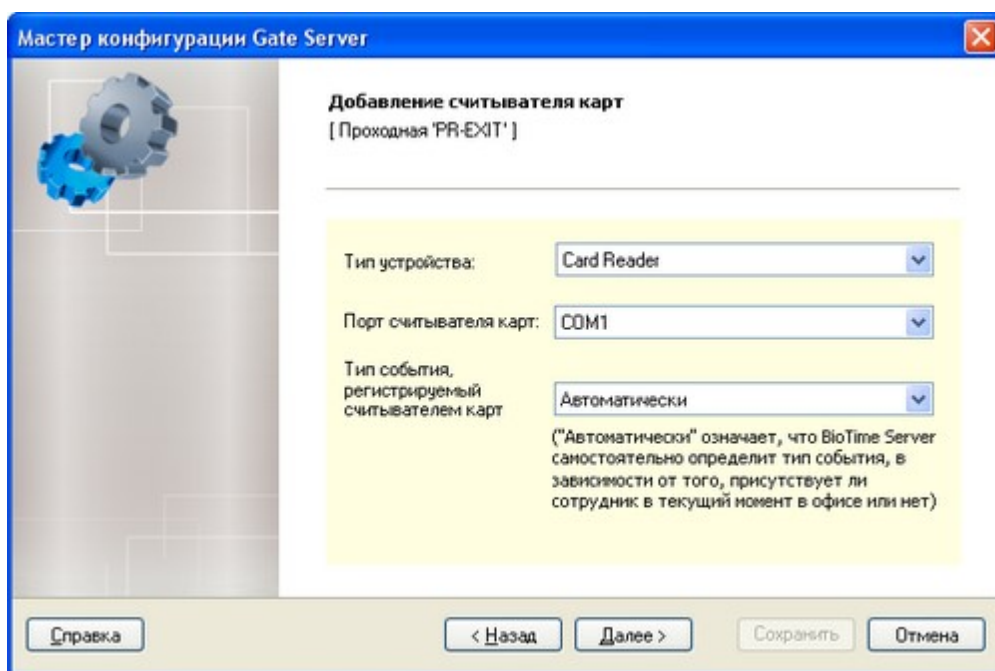 Мастер конфигурации Gate Server
Добавление считывателя карт
[ Проходная 'PR-EXIT' ]
Тип устройства:
Card Reader
Порт считывателя карт:
COM1
Тип события,
регистрируемый
считывателем карт
Автоматически
("Автоматически" означает, что BioTime Server
самостоятельно определит тип события, в
зависимости от того, присутствует ли
сотрудник в текущий момент в офисе или нет)
Справка
< Назад
Далее >
Сохранить
Отмена